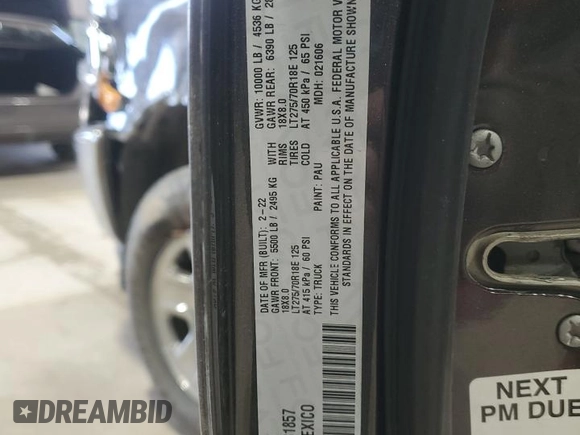 DATE OF MFR (BUILT): 2-22 GVWR: 10000 LB / 4536 KG
GAWR FRONT: 5500 LB / 2495 KG WITH GAWR REAR: 6390 LB /
18X8.0 RIMS 18X8.0
LT275/70R18E 125 TIRES LT275/70R18E 125
AT 415 kPa / 60 PSI COLD AT 450 kPa / 65 PSI
TYPE: TRUCK PAINT: PAU MDH: 021606
THIS VEHICLE CONFORMS TO ALL APPLICABLE U.S.A. FEDERAL MOTOR
STANDARDS IN EFFECT ON THE DATE OF MANUFACTURE SHOWN
1857
EXICO
NEXT
PM DUE
DREAMBID